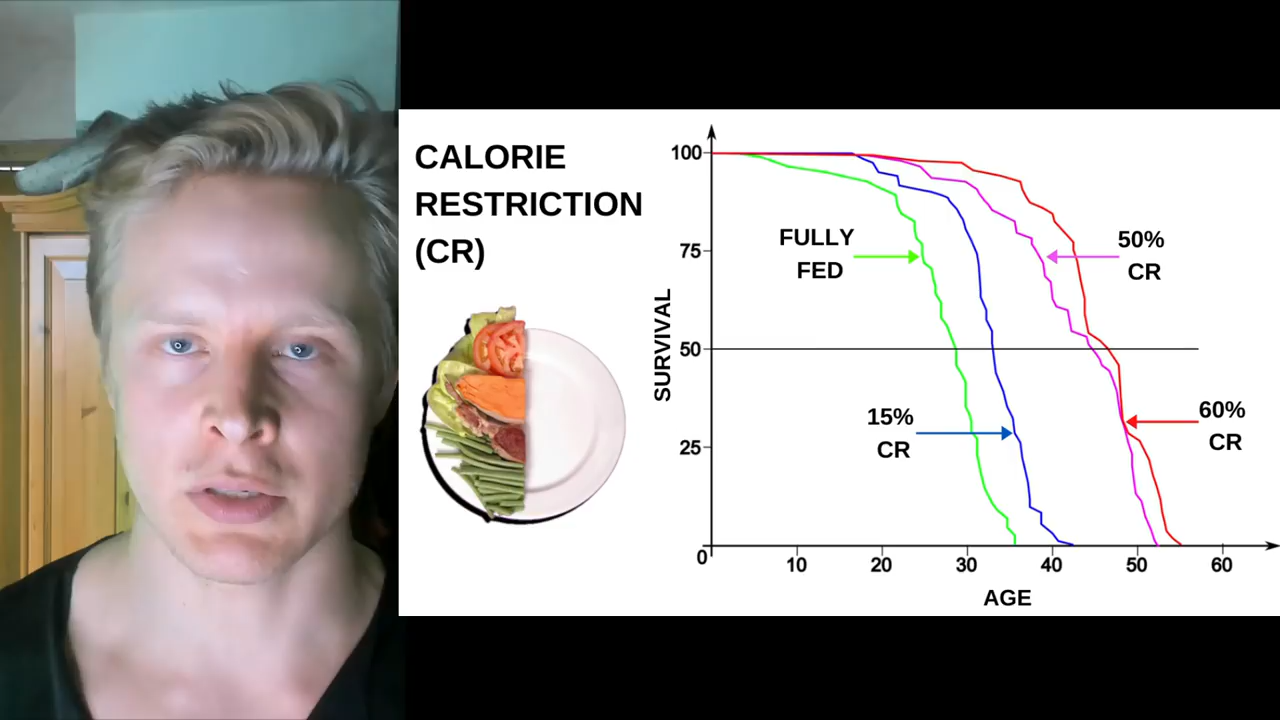 CALORIE
RESTRICTION
(CR)
SURVIVAL
100
75
50
25
0
10
20
30
40
50
60
AGE
FULLY
FED
15%
CR
50%
CR
60%
CR